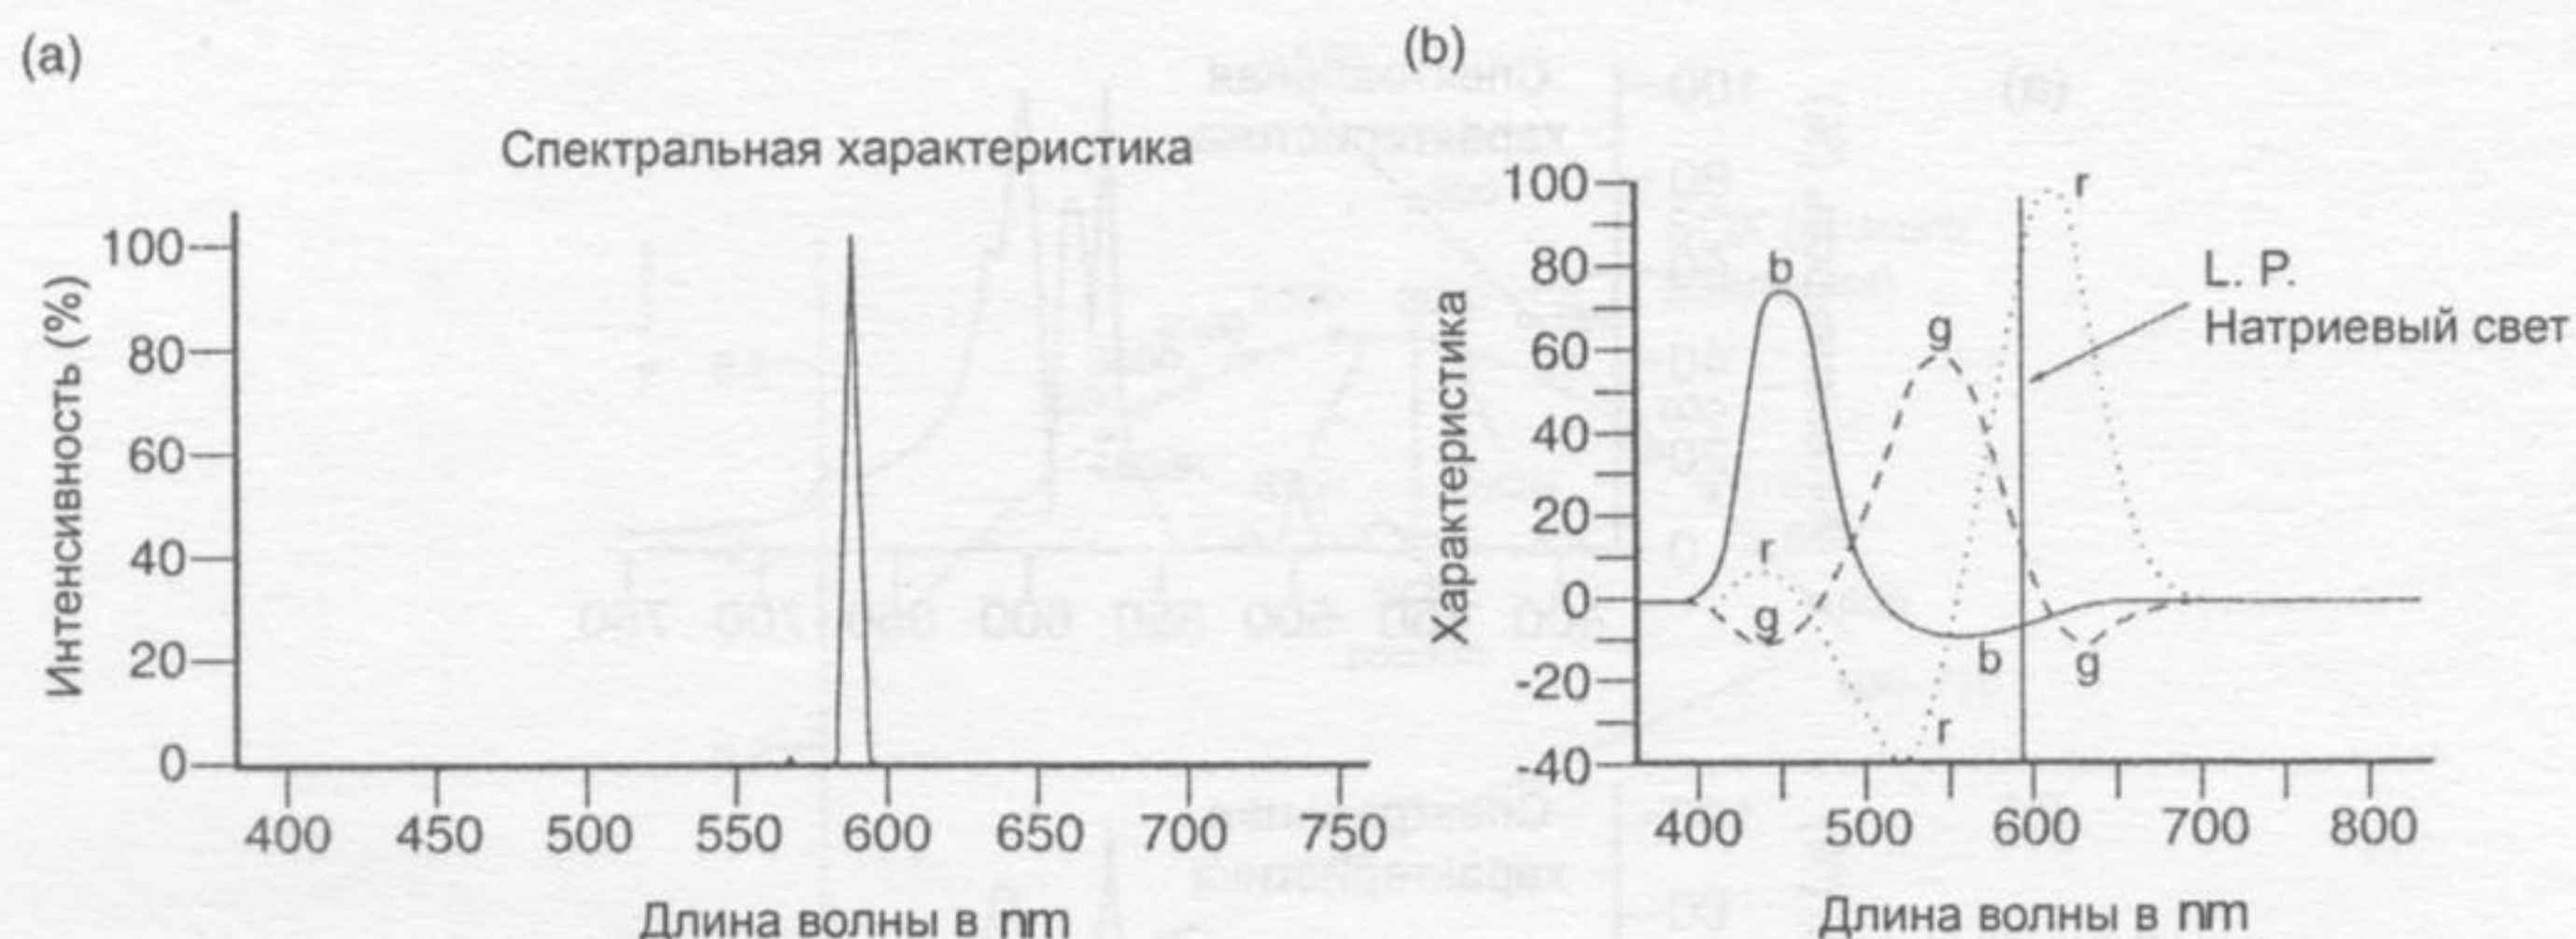 (a)
Спектральная характеристика
Интенсивность (%)
100
80
60
40
20
0
400 450 500 550 600 650 700 750
Длина волны в nm
(b)
Характеристика
100
80
60
40
20
0
-20
-40
b
r
g
g
r
L. P.
Натриевый свет
r
b
g
400 500 600 700 800
Длина волны в nm